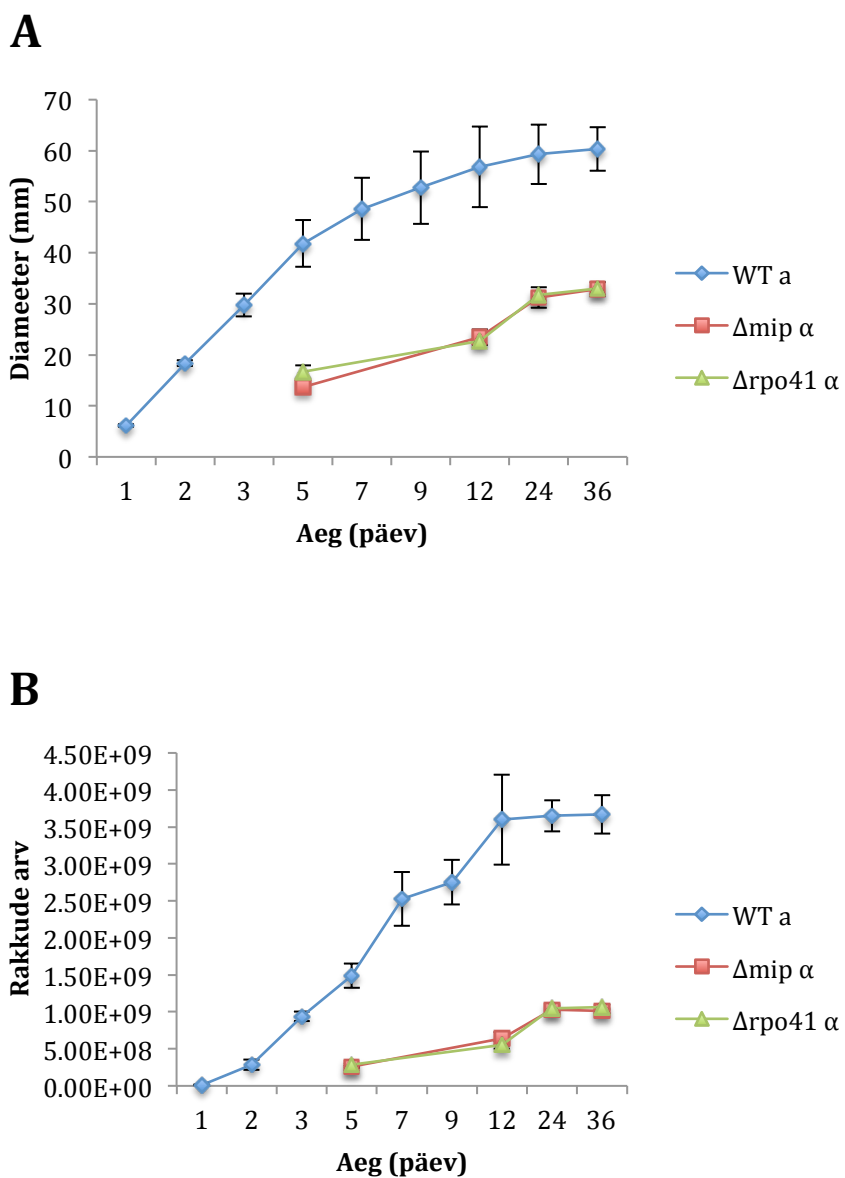 A
70
60
50
40
30
20
10
0
Diameeter (mm)
1 2 3 5 7 9 12 24 36
Aeg (päev)
WT a
Δmip α
Δrpo41 α
B
4.50E+09
4.00E+09
3.50E+09
3.00E+09
2.50E+09
2.00E+09
1.50E+09
1.00E+09
5.00E+08
0.00E+00
Rakkude arv
1 2 3 5 7 9 12 24 36
Aeg (päev)
WT a
Δmip α
Δrpo41 α